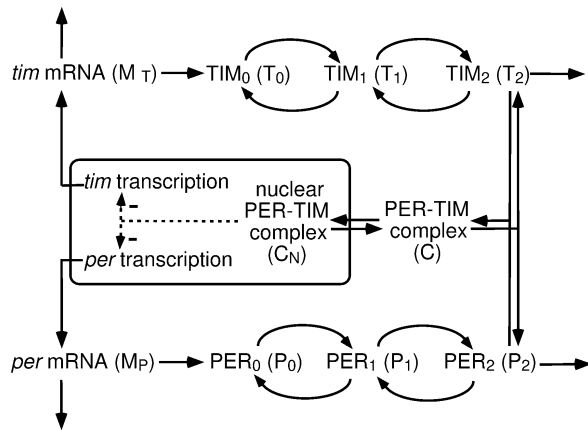 tim mRNA (M T)
TIM0 (T0)
TIM1 (T1)
TIM2 (T2)
tim transcription
-
-
per transcription
nuclear
PER-TIM
complex
(CN)
PER-TIM
complex
(C)
per mRNA (MP)
PER0 (P0)
PER1 (P1)
PER2 (P2)